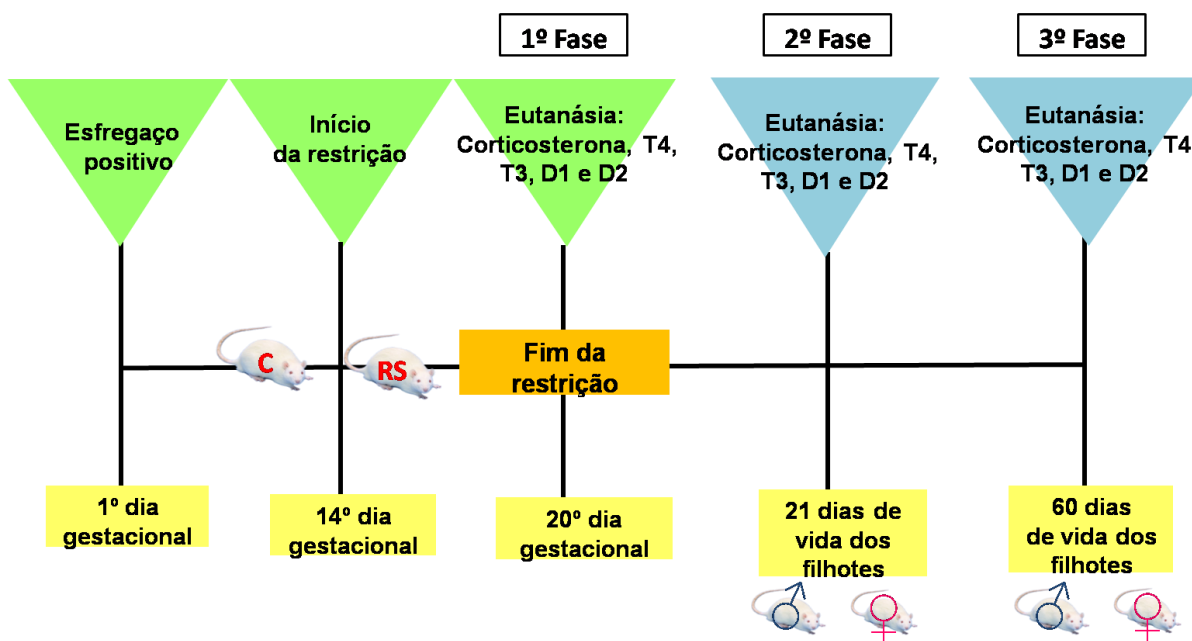 1º Fase
2º Fase
3º Fase
Esfregaço
positivo
Início
da restrição
Eutanásia:
Corticosterona, T4,
T3, D1 e D2
Eutanásia:
Corticosterona, T4,
T3, D1 e D2
Eutanásia:
Corticosterona, T4
T3, D1 e D2
C
RS
Fim da
restrição
1º dia
gestacional
14º dia
gestacional
20º dia
gestacional
21 dias de
vida dos
filhotes
60 dias
de vida dos
filhotes